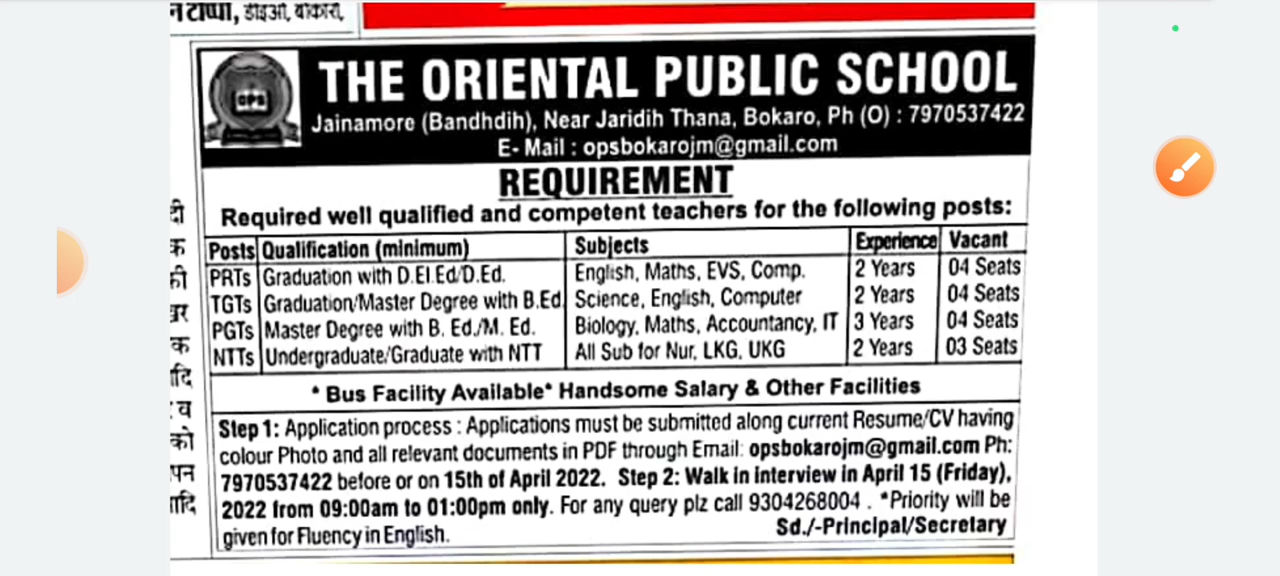 न टाप्पा, डीइओ, बोकारो,
OPS
THE ORIENTAL PUBLIC SCHOOL
Jainamore (Bandhdih), Near Jaridih Thana, Bokaro, Ph (O) : 7970537422
E- Mail : opsbokarojm@gmail.com
REQUIREMENT
Required well qualified and competent teachers for the following posts:
Posts Qualification (minimum) Subjects Experience Vacant
PRTs Graduation with D.El.Ed/D.Ed. English, Maths, EVS, Comp. 2 Years 04 Seats
TGTs Graduation/Master Degree with B.Ed. Science, English, Computer 2 Years 04 Seats
PGTs Master Degree with B. Ed./M. Ed. Biology, Maths, Accountancy, IT 3 Years 04 Seats
NTTs Undergraduate/Graduate with NTT All Sub for Nur, LKG, UKG 2 Years 03 Seats
* Bus Facility Available* Handsome Salary & Other Facilities
Step 1: Application process : Applications must be submitted along current Resume/CV having
colour Photo and all relevant documents in PDF through Email: opsbokarojm@gmail.com Ph:
7970537422 before or on 15th of April 2022. Step 2: Walk in interview in April 15 (Friday),
2022 from 09:00am to 01:00pm only. For any query plz call 9304268004 . *Priority will be
given for Fluency in English.
Sd./-Principal/Secretary
दी
क
की
क
दि
व
को
पन
ादि